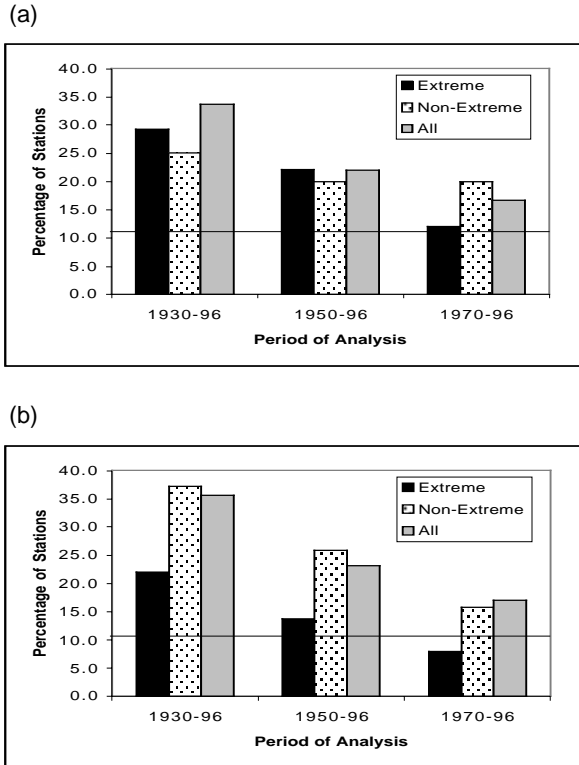 (a)
40.0
35.0
30.0
25.0
20.0
15.0
10.0
5.0
0.0
Percentage of Stations
Extreme
Non-Extreme
All
1930-96 1950-96 1970-96
Period of Analysis
(b)
40.0
35.0
30.0
25.0
20.0
15.0
10.0
5.0
0.0
Percentage of Stations
Extreme
Non-Extreme
All
1930-96 1950-96 1970-96
Period of Analysis